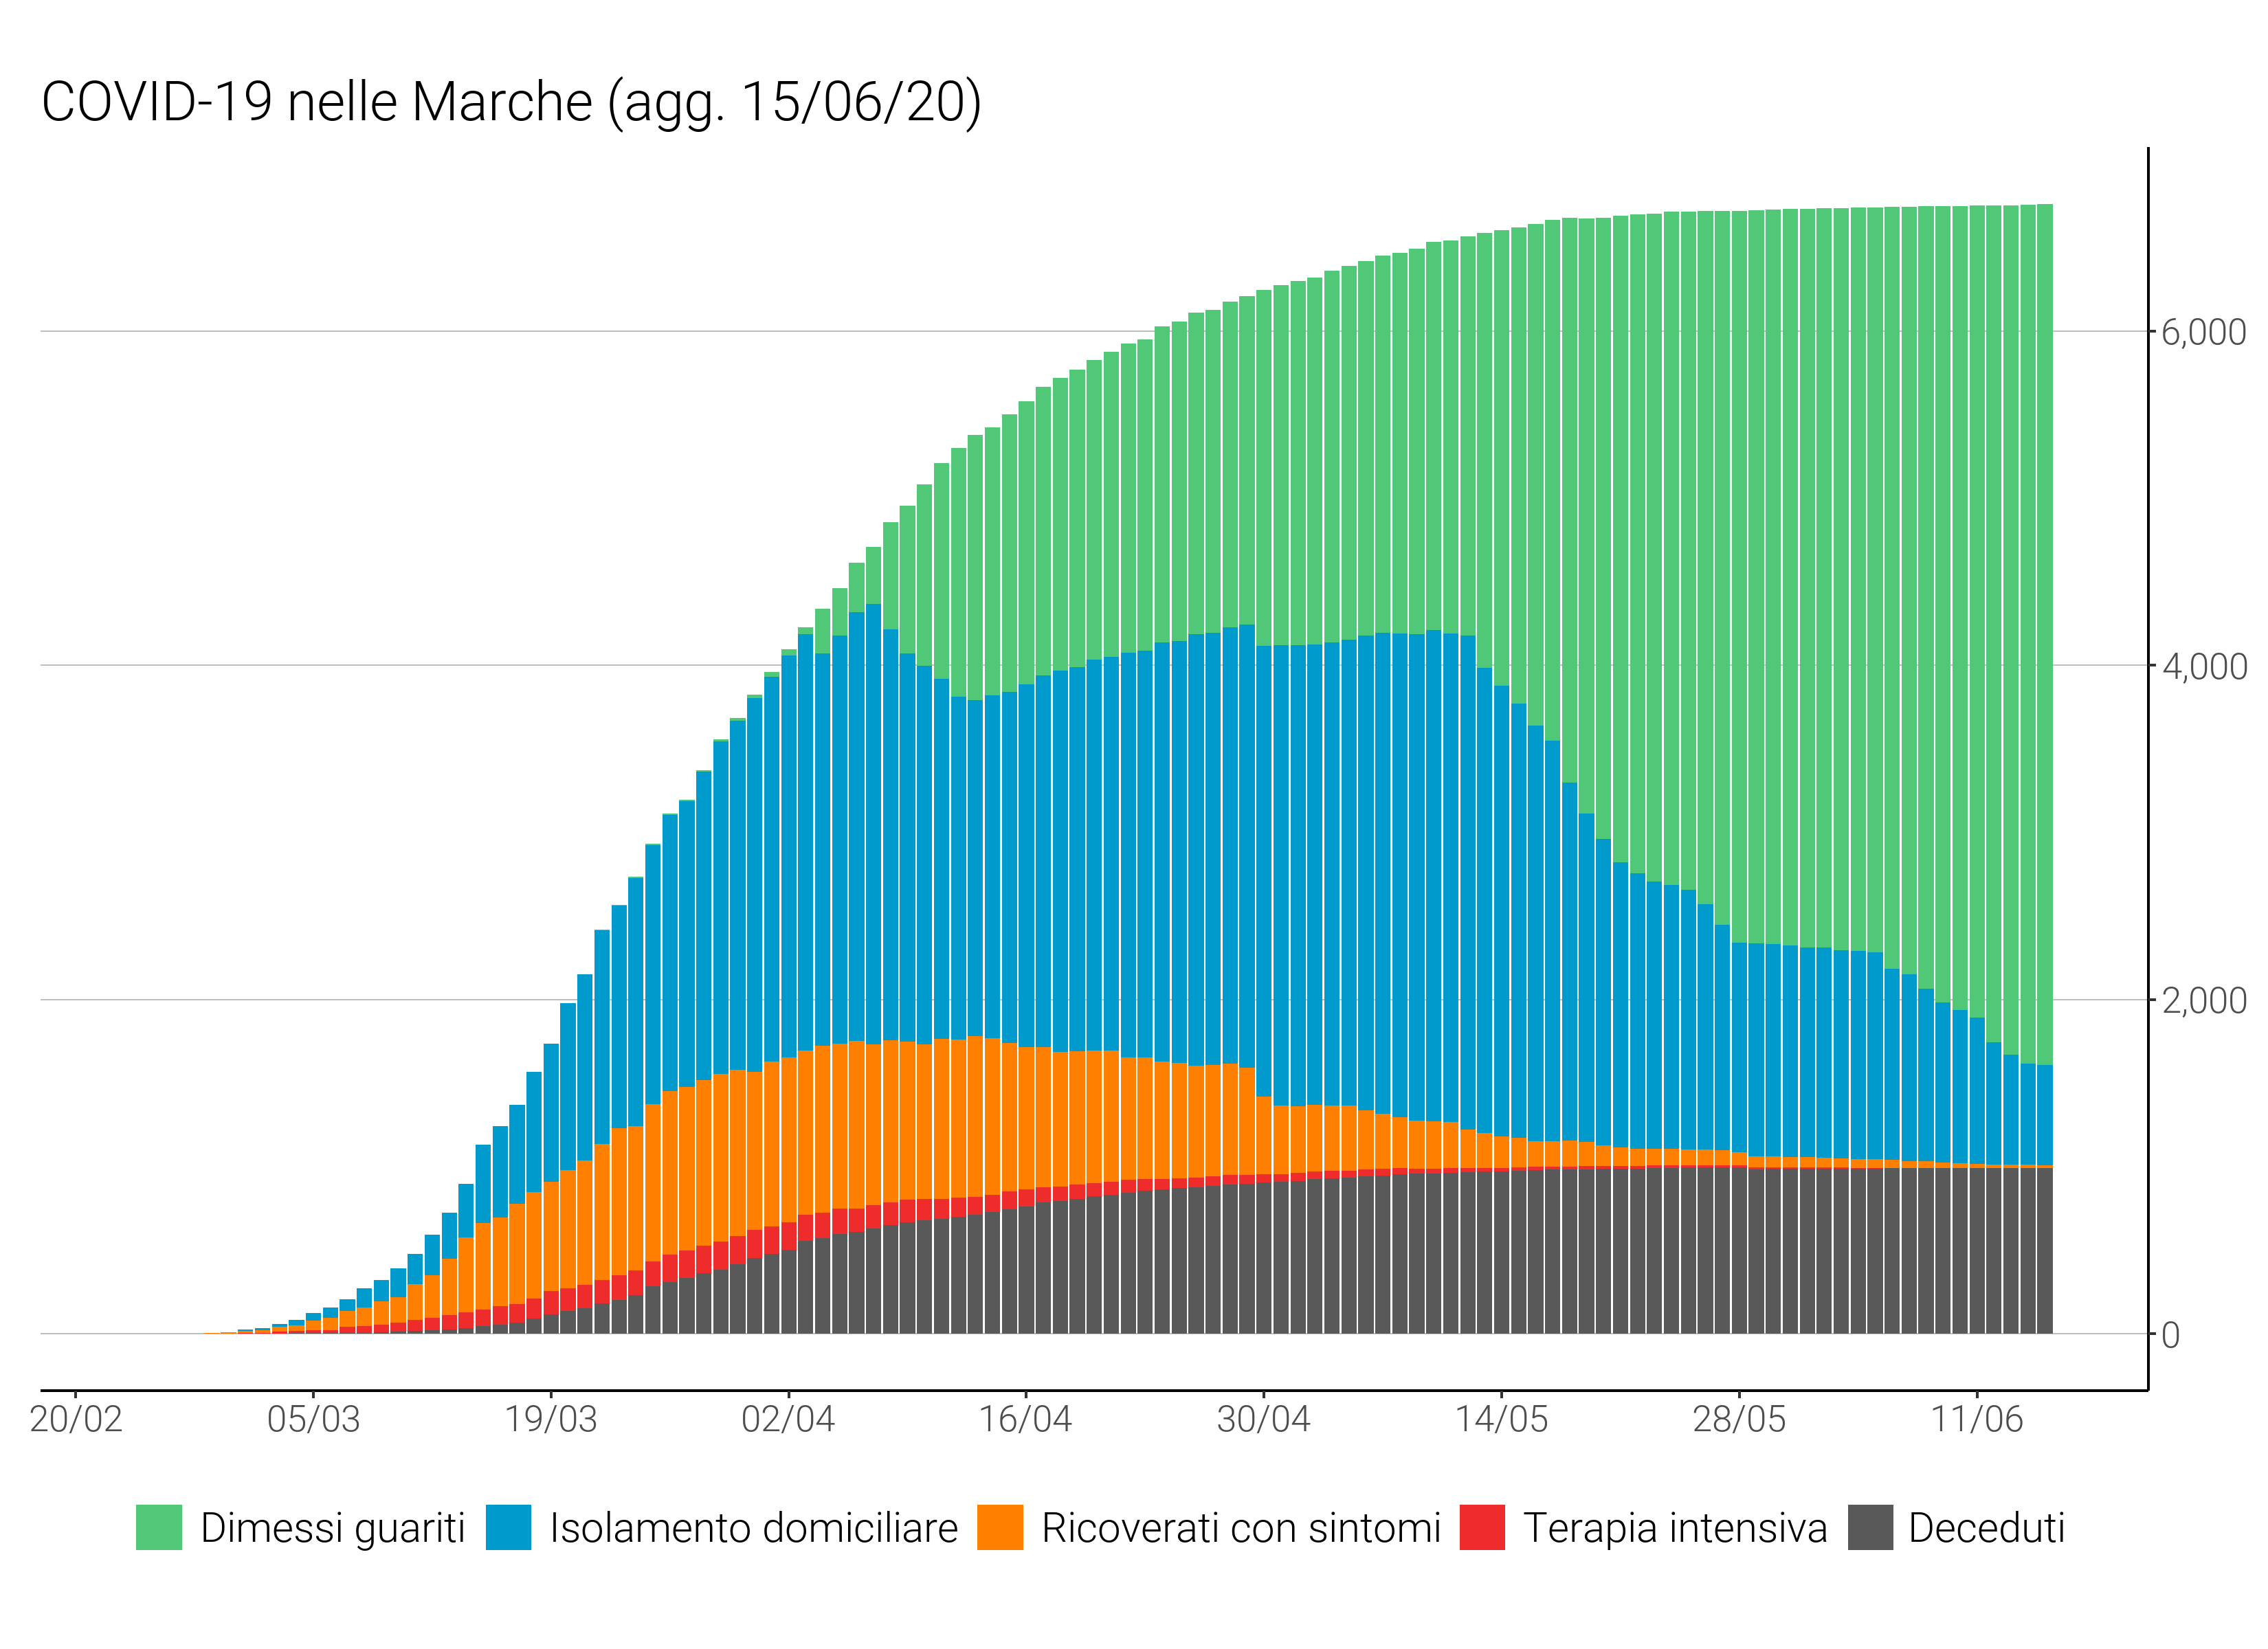 COVID-19 nelle Marche (agg. 15/06/20)
6,000
4,000
2,000
0
20/02 05/03 19/03 02/04 16/04 30/04 14/05 28/05 11/06
Dimessi guariti Isolamento domiciliare Ricoverati con sintomi Terapia intensiva Deceduti